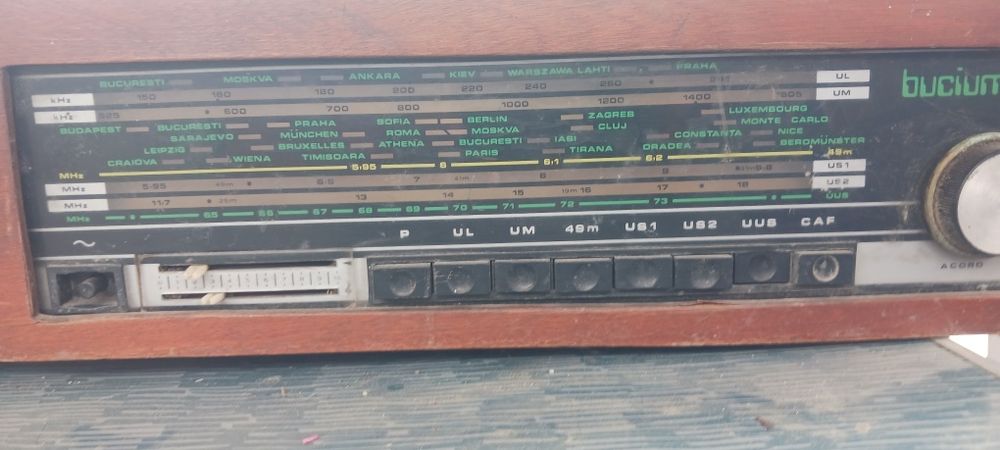 BUCURESTI MOSKVA ANKARA KIEV WARSZAWA LAHTI PRAHA
kHz 150 160 180 200 220 240 260 UL
bucium
kHz 525 600 700 800 1000 1200 1400 1605 UM
LUXEMBOURG
BUDAPEST BUCURESTI PRAHA SOFIA BERLIN ZAGREB MONTE CARLO
SARAJEVO MÜNCHEN ROMA MOSKVA CLUJ CONSTANTA NICE
LEIPZIG BRUXELLES ATHENA BUCURESTI IASI ORADEA BEROMÜNSTER
CRAIOVA WIENA TIMISOARA PARIS TIRANA
MHz 5.95 6 6.1 6.2 49m
MHz 5.95 49m 6.5 7 41m 8 9 US1
MHz 11.7 25m 13 14 15 19m 16 17 18 US2
MHz 65 66 67 68 69 70 71 72 73 UUS
~ P UL UM 49m US1 US2 UUS CAF
ACORD